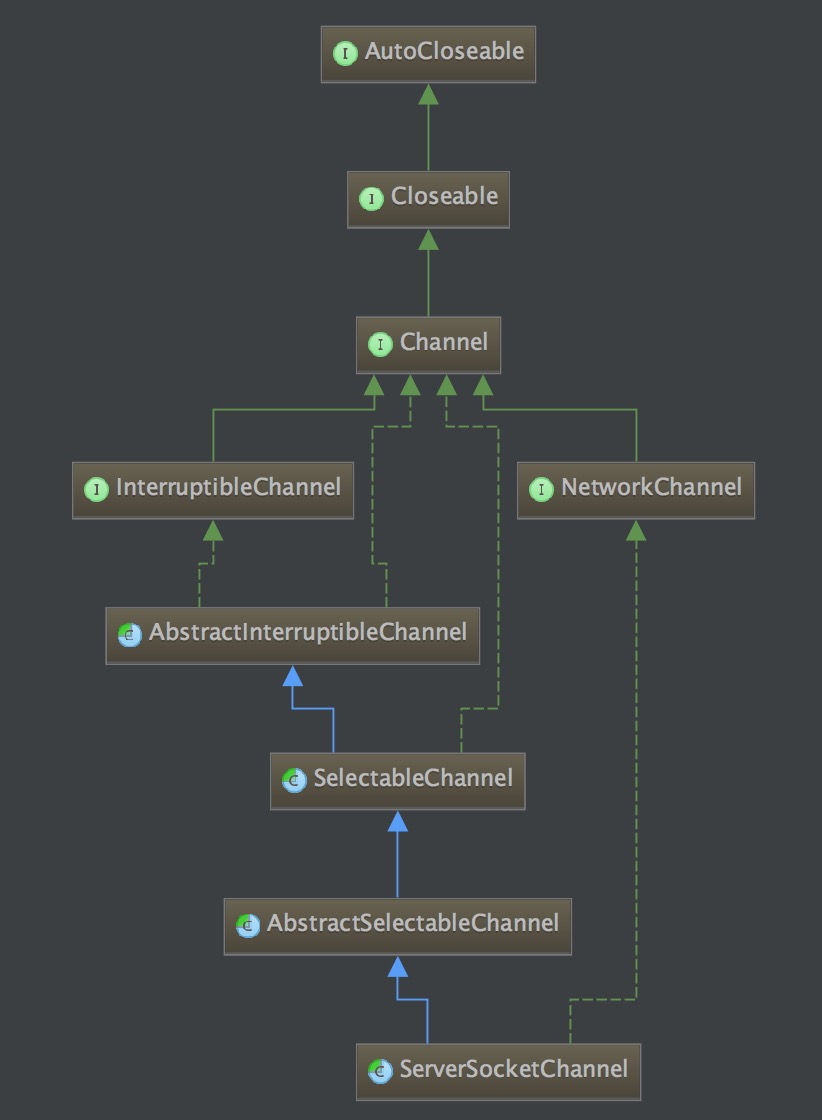 I AutoCloseable
I Closeable
I Channel
I InterruptibleChannel
I NetworkChannel
C AbstractInterruptibleChannel
C SelectableChannel
C AbstractSelectableChannel
C ServerSocketChannel